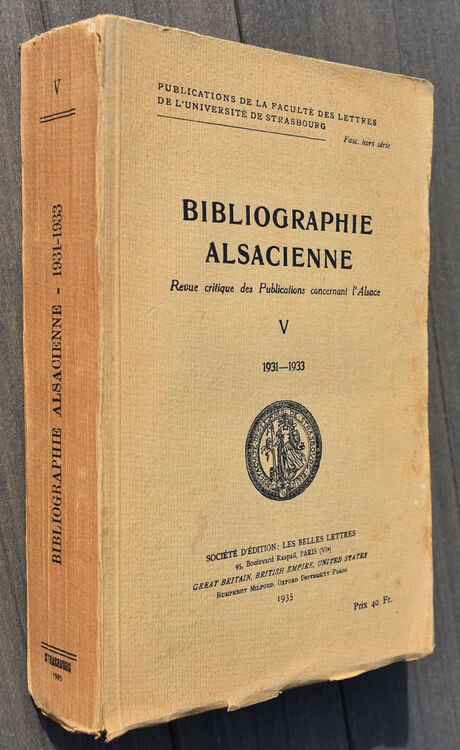 V
BIBLIOGRAPHIE ALSACIENNE - 1931-1933
STRASBOURG
1935
PUBLICATIONS DE LA FACULTÉ DES LETTRES
DE L'UNIVERSITÉ DE STRASBOURG
Fasc. hors série
BIBLIOGRAPHIE
ALSACIENNE
Revue critique des Publications concernant l'Alsace
V
1931—1933
SOCIÉTÉ D'ÉDITION: LES BELLES LETTRES
95, Boulevard Raspail, PARIS (VIe)
GREAT BRITAIN, BRITISH EMPIRE, UNITED STATES
HUMPHREY MILFORD, OXFORD UNIVERSITY PRESS
1935
Prix 40 Fr.